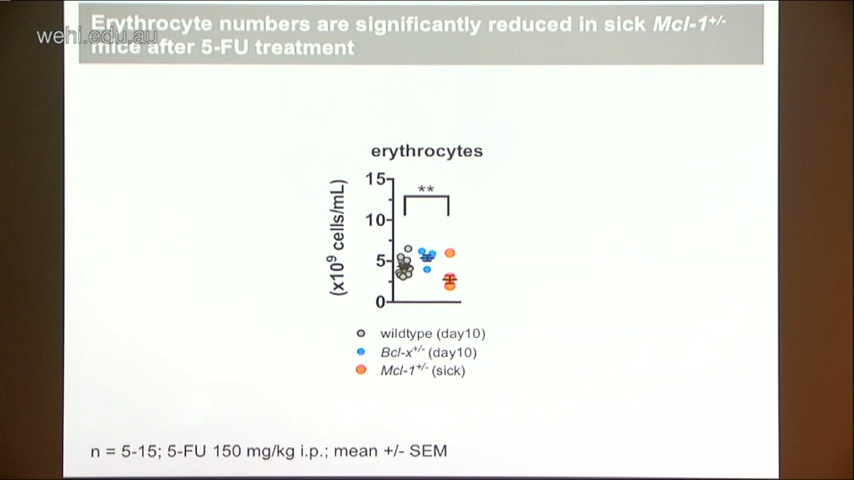 Erythrocyte numbers are significantly reduced in sick Mcl-1+/-
mice after 5-FU treatment
wehi.edu.au
erythrocytes
(x10⁹ cells/mL)
15
**
10
5
0
wildtype (day10)
Bcl-x+/- (day10)
Mcl-1+/- (sick)
n = 5-15; 5-FU 150 mg/kg i.p.; mean +/- SEM